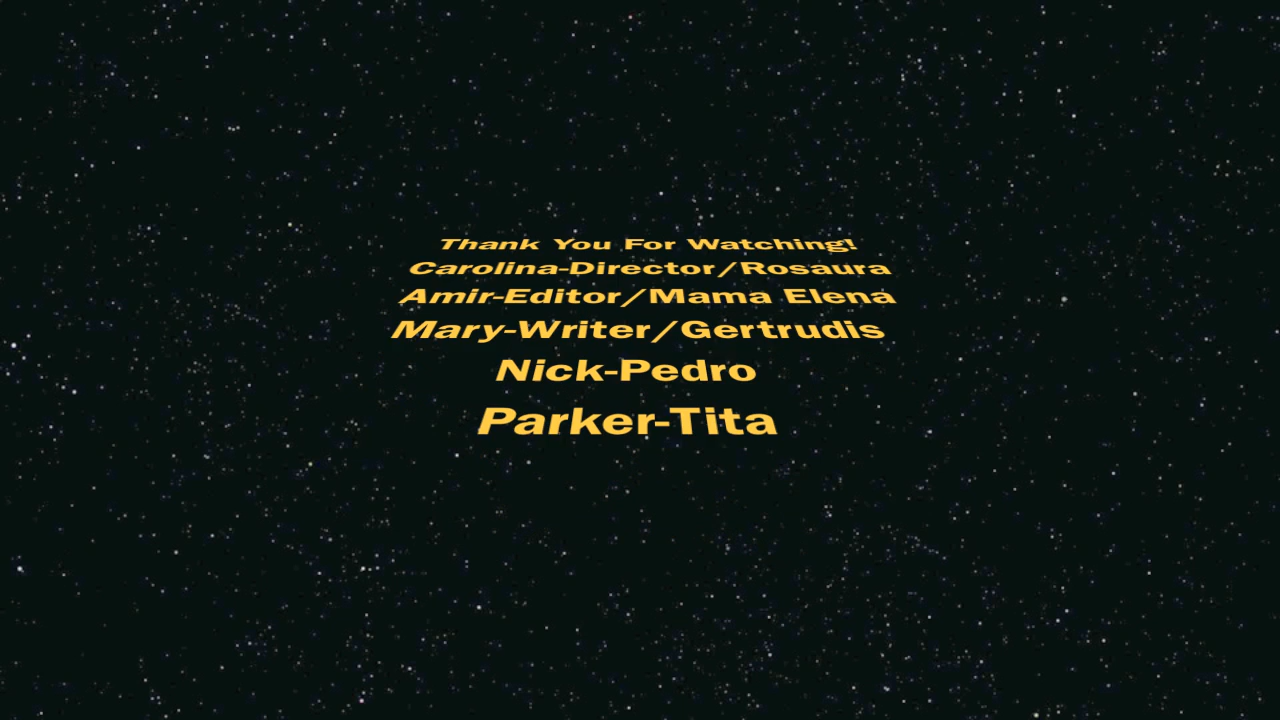 Thank You For Watching!
Carolina-Director/Rosaura
Amir-Editor/Mama Elena
Mary-Writer/Gertrudis
Nick-Pedro
Parker-Tita